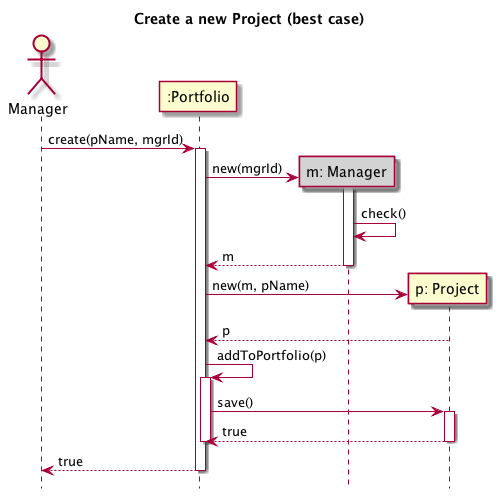 Create a new Project (best case)
Manager
:Portfolio
create(pName, mgrId)
new(mgrId)
m: Manager
check()
m
new(m, pName)
p: Project
p
addToPortfolio(p)
save()
true
true